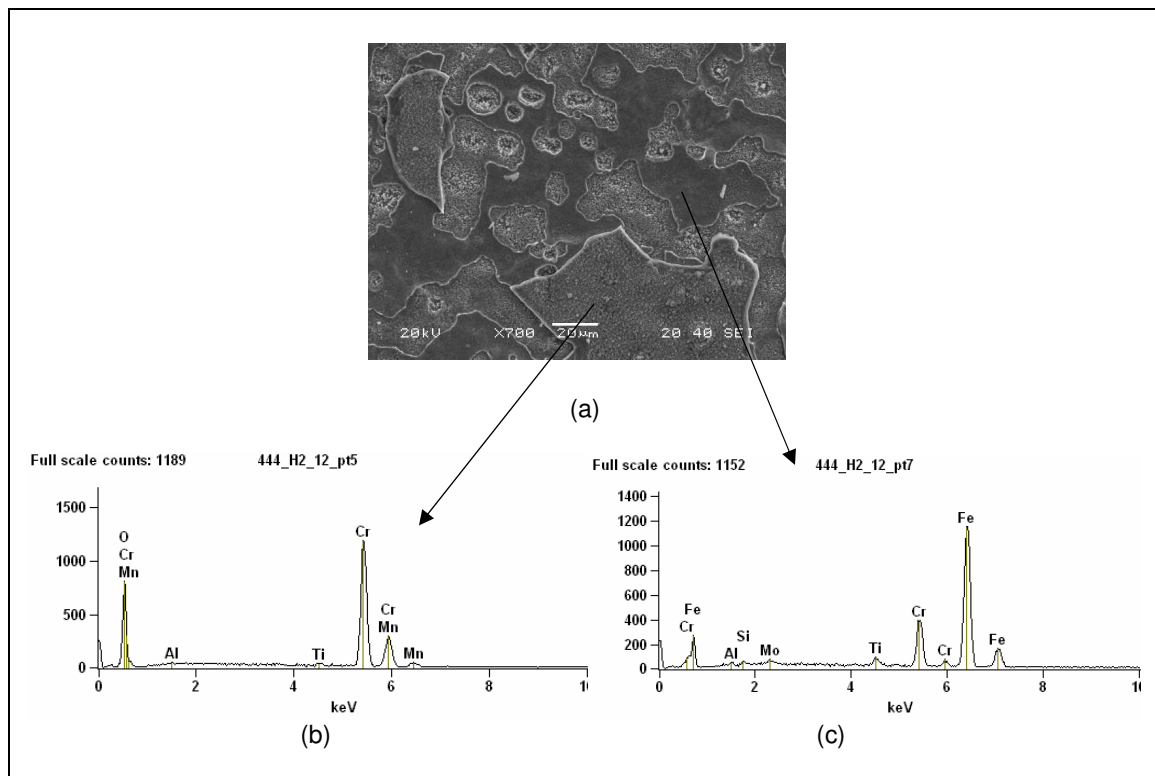 20kV X700 20µm 20 40 SEI
(a)
Full scale counts: 1189 444_H2_12_pt5
1500
1000
500
0
O
Cr
Mn
Al
Ti
Cr
Cr
Mn
Mn
0 2 4 6 8 10
keV
(b)
Full scale counts: 1152 444_H2_12_pt7
1400
1200
1000
800
600
400
200
0
Fe
Cr
Al
Si
Mo
Ti
Cr
Cr
Fe
Fe
0 2 4 6 8 10
keV
(c)